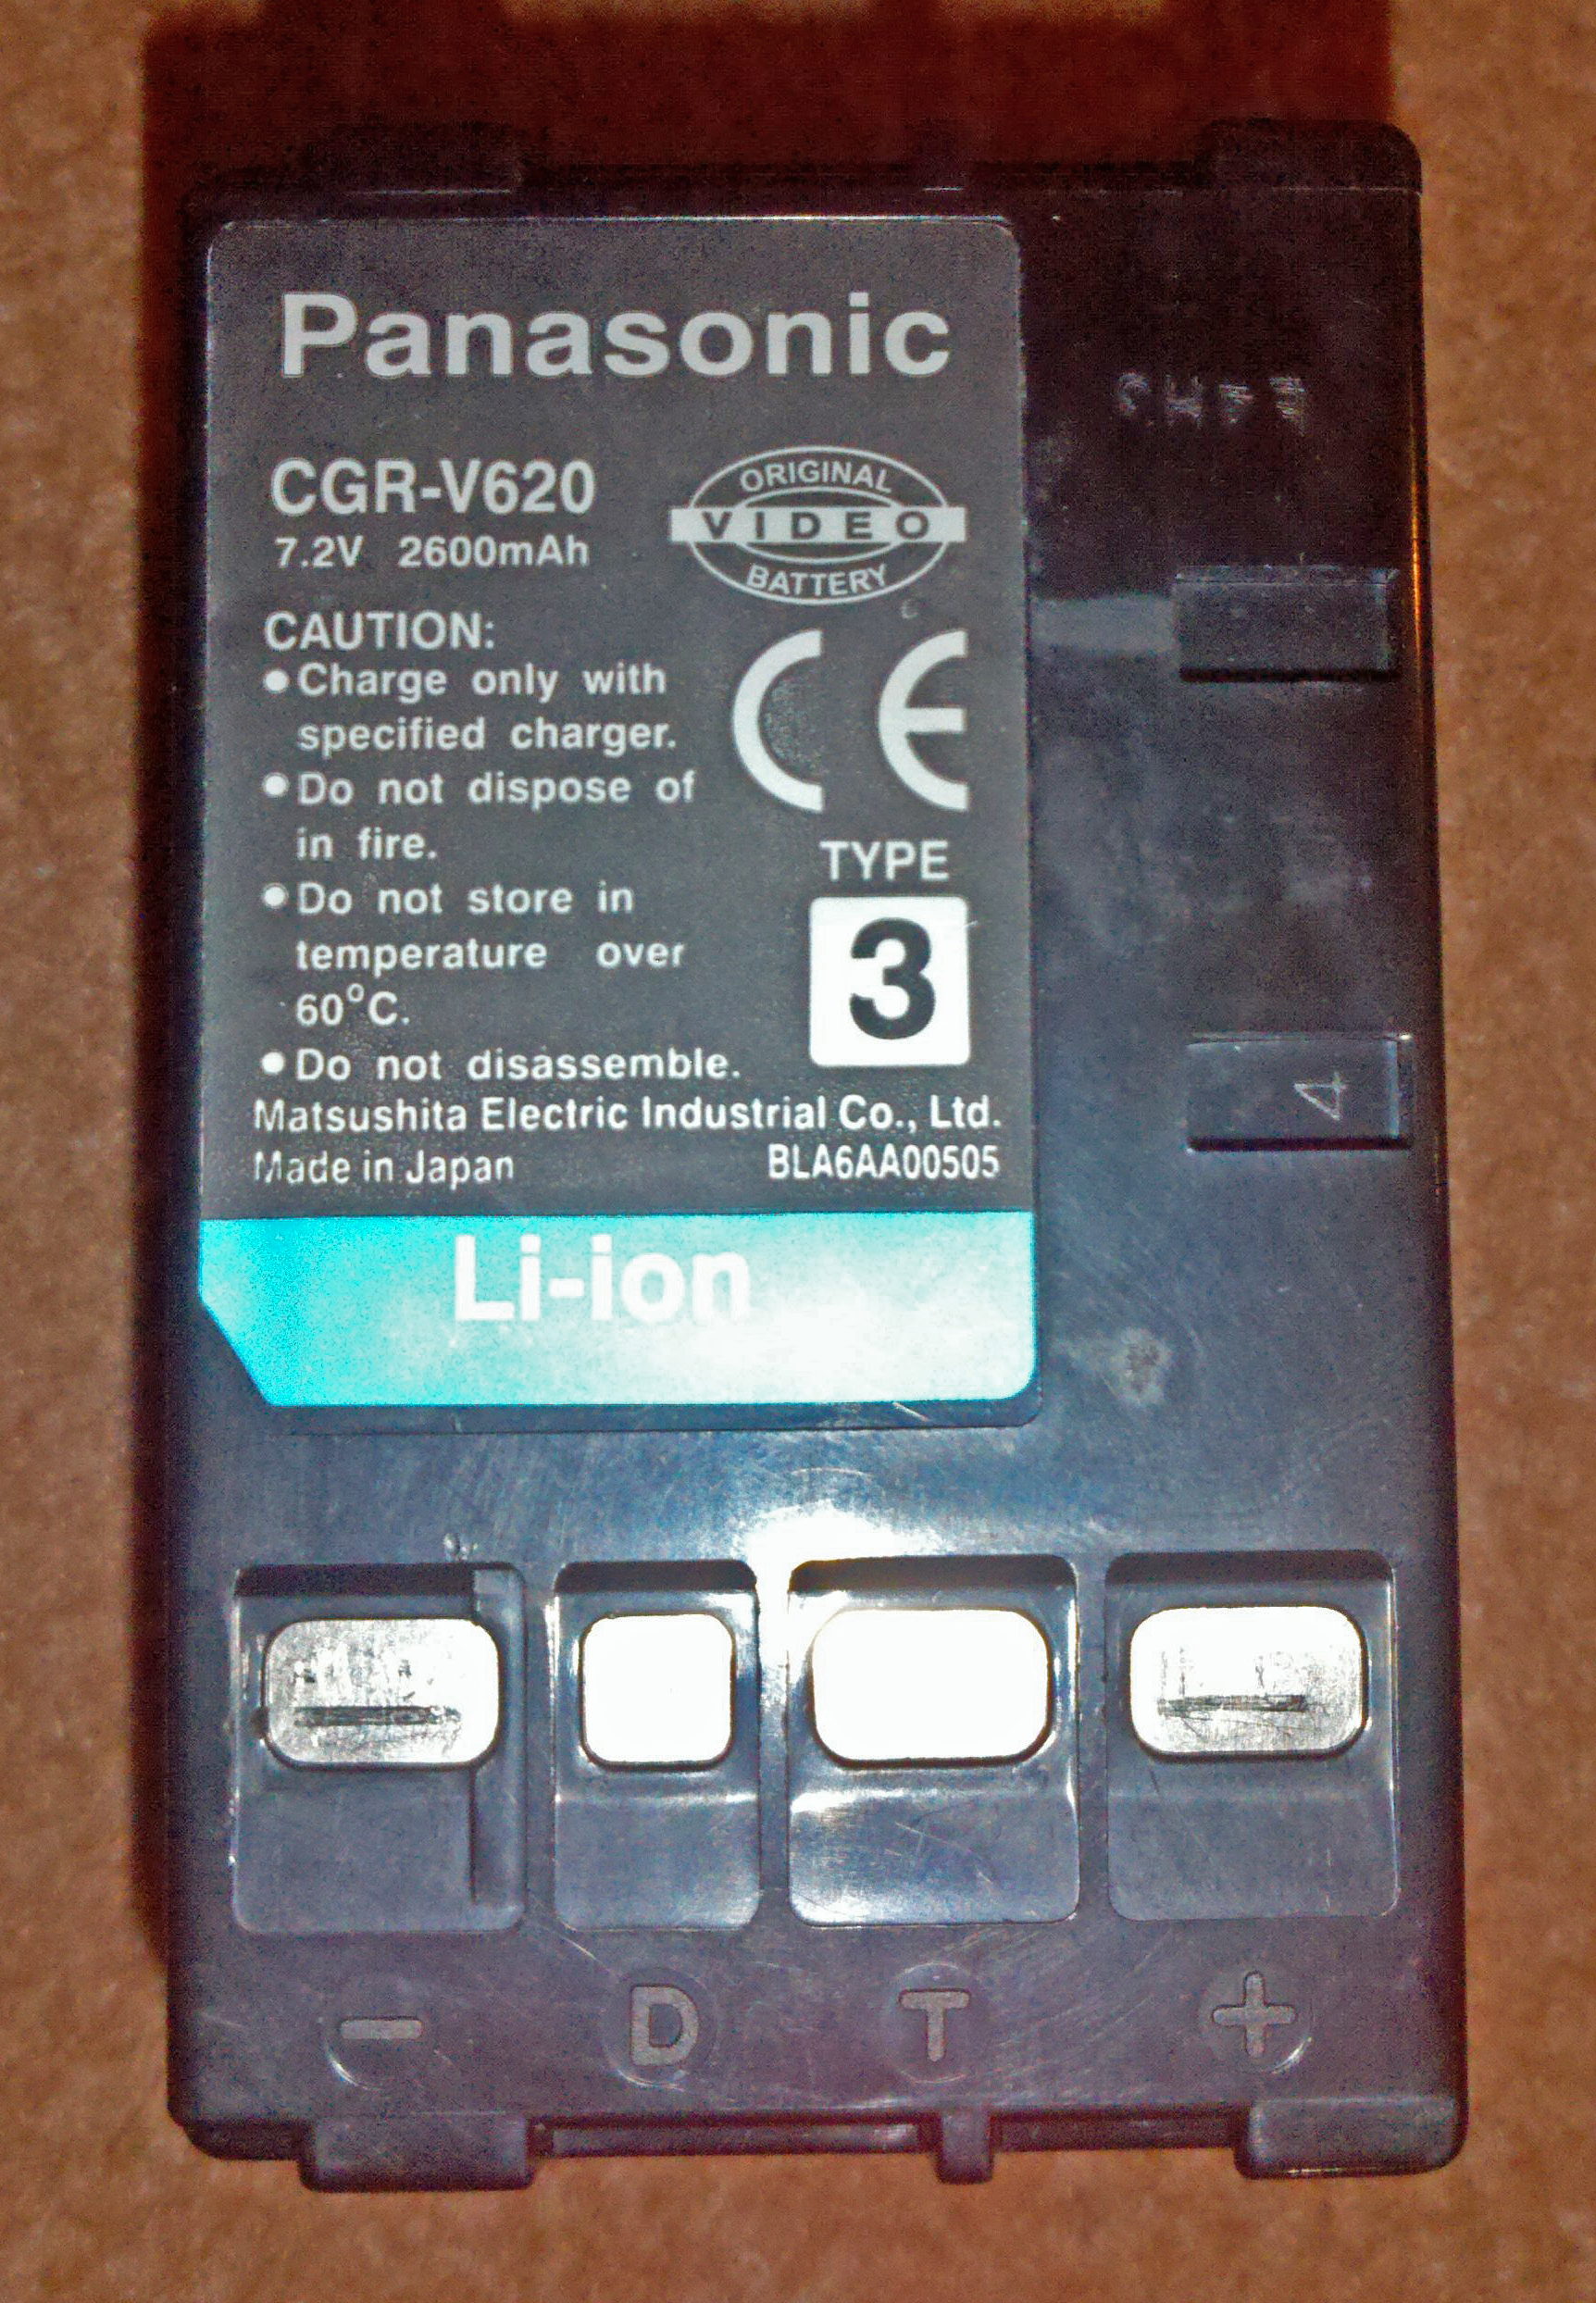 Panasonic
CGR-V620
7.2V 2600mAh
ORIGINAL
VIDEO
BATTERY
CAUTION:
●Charge only with
specified charger.
●Do not dispose of
in fire.
●Do not store in
temperature over
60°C.
●Do not disassemble.
CE
TYPE
3
Matsushita Electric Industrial Co., Ltd.
Made in Japan BLA6AA00505
Li-ion
4
− D T +